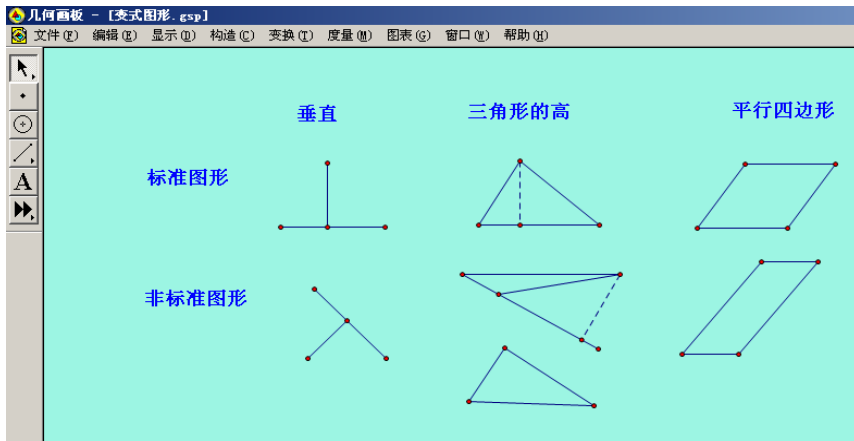 几何画板 - [变式图形.gsp]
文件(F) 编辑(E) 显示(D) 构造(C) 变换(T) 度量(M) 图表(G) 窗口(W) 帮助(H)
垂直 三角形的高 平行四边形
标准图形
A
非标准图形